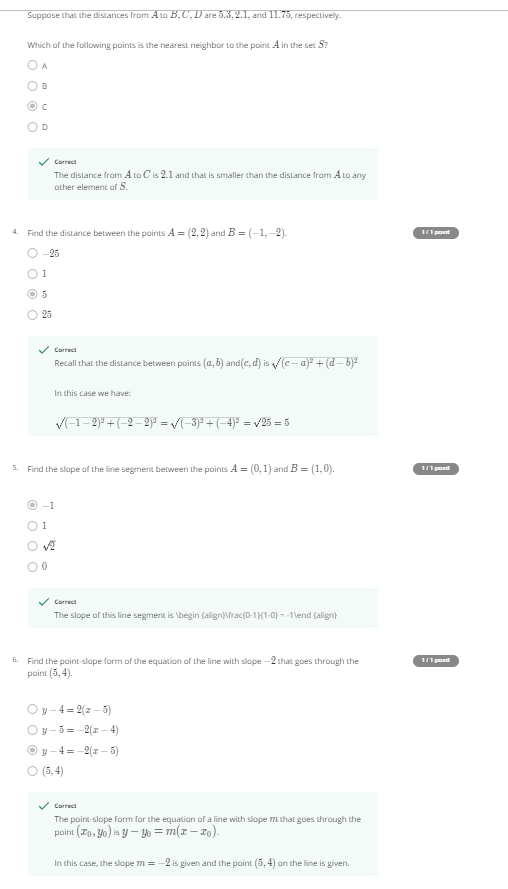 Suppose that the distances from A to B, C, D are 5.3, 2.1, and 11.75, respectively.
Which of the following points is the nearest neighbor to the point A in the set S?
A
B
C
D
Correct
The distance from A to C is 2.1 and that is smaller than the distance from A to any
other element of S.
4. Find the distance between the points A = (2, 2) and B = (−1, −2).
1 / 1 point
−25
1
5
25
Correct
Recall that the distance between points (a, b) and(c, d) is √(c − a)² + (d − b)²
In this case we have:
√(−1 − 2)² + (−2 − 2)² = √(−3)² + (−4)² = √25 = 5
5. Find the slope of the line segment between the points A = (0, 1) and B = (1, 0).
1 / 1 point
−1
1
√2
0
Correct
The slope of this line segment is \begin {align}\frac{0-1}{1-0} = -1\end {align}
6. Find the point-slope form of the equation of the line with slope −2 that goes through the
point (5, 4).
1 / 1 point
y − 4 = 2(x − 5)
y − 5 = −2(x − 4)
y − 4 = −2(x − 5)
(5, 4)
Correct
The point-slope form for the equation of a line with slope m that goes through the
point (x₀, y₀) is y − y₀ = m(x − x₀).
In this case, the slope m = −2 is given and the point (5, 4) on the line is given.